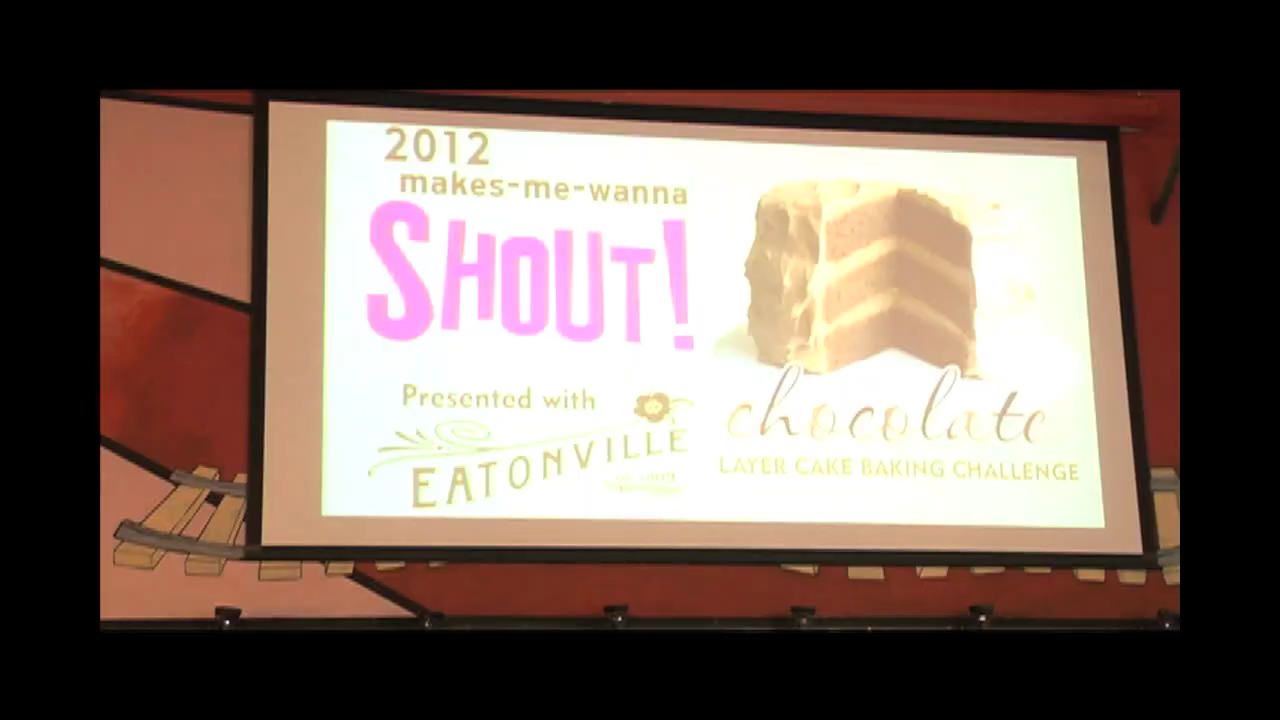 2012
makes-me-wanna
SHOUT!
Presented with
EATONVILLE
chocolate
LAYER CAKE BAKING CHALLENGE